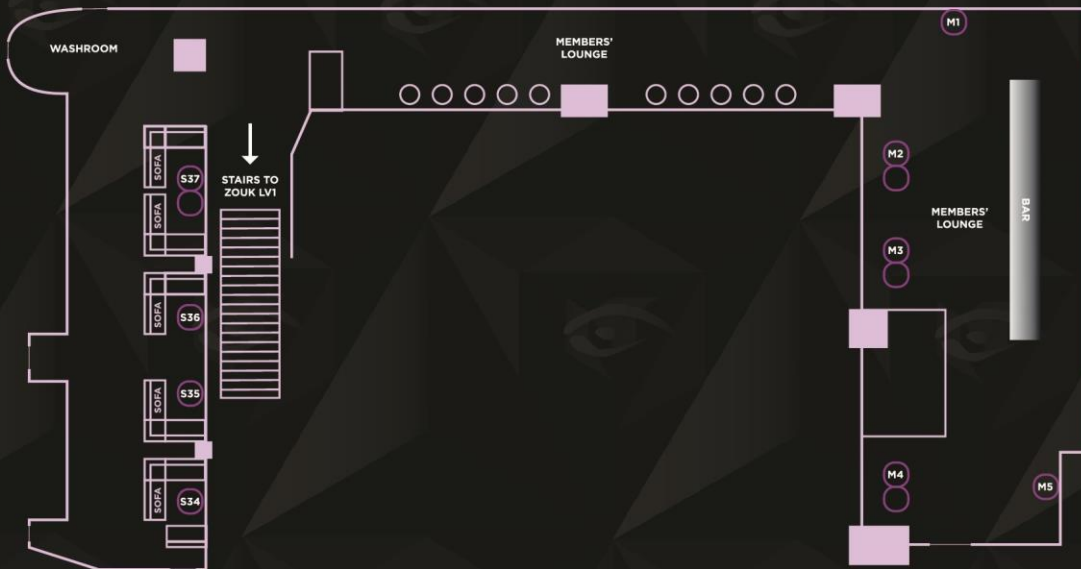 M1
WASHROOM
MEMBERS'
LOUNGE
M2
SOFA
S37
STAIRS TO
ZOUK LV1
SOFA
MEMBERS'
LOUNGE
BAR
M3
SOFA
S36
SOFA
S35
M4
M5
SOFA
S34